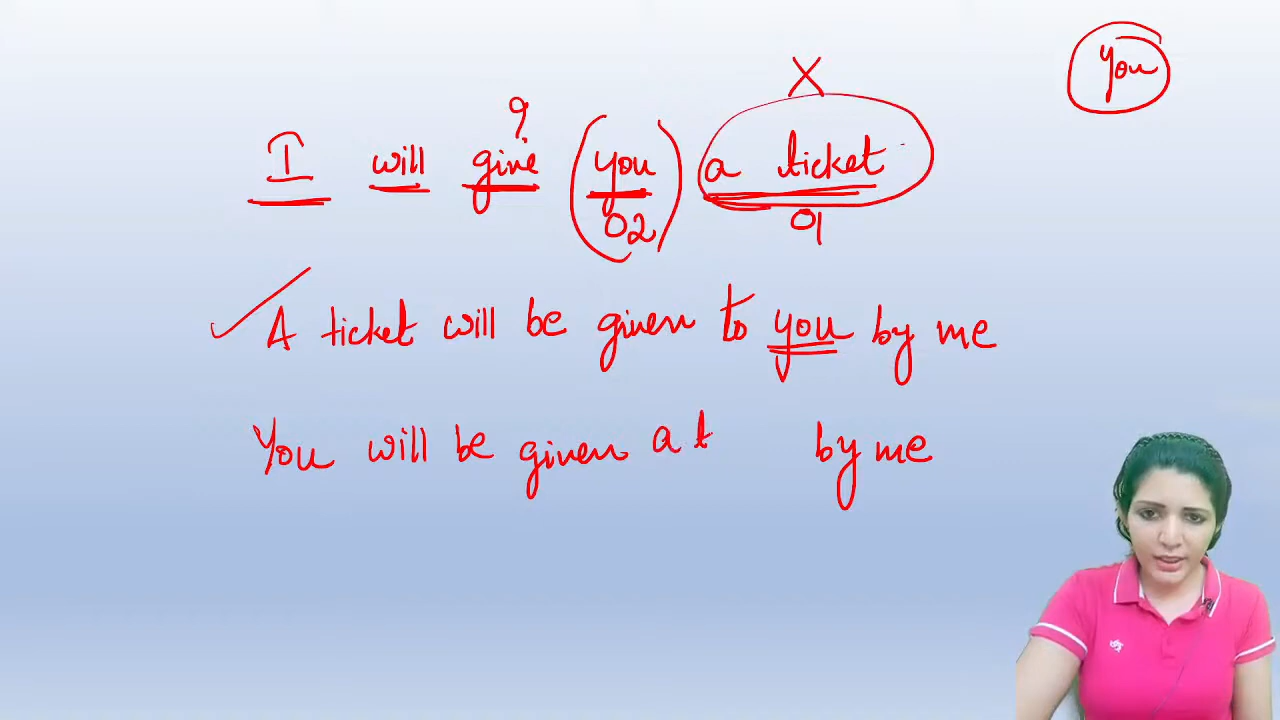 you
X
?
I will give (you) a ticket
O2 O1
A ticket will be given to you by me
You will be given a t by me